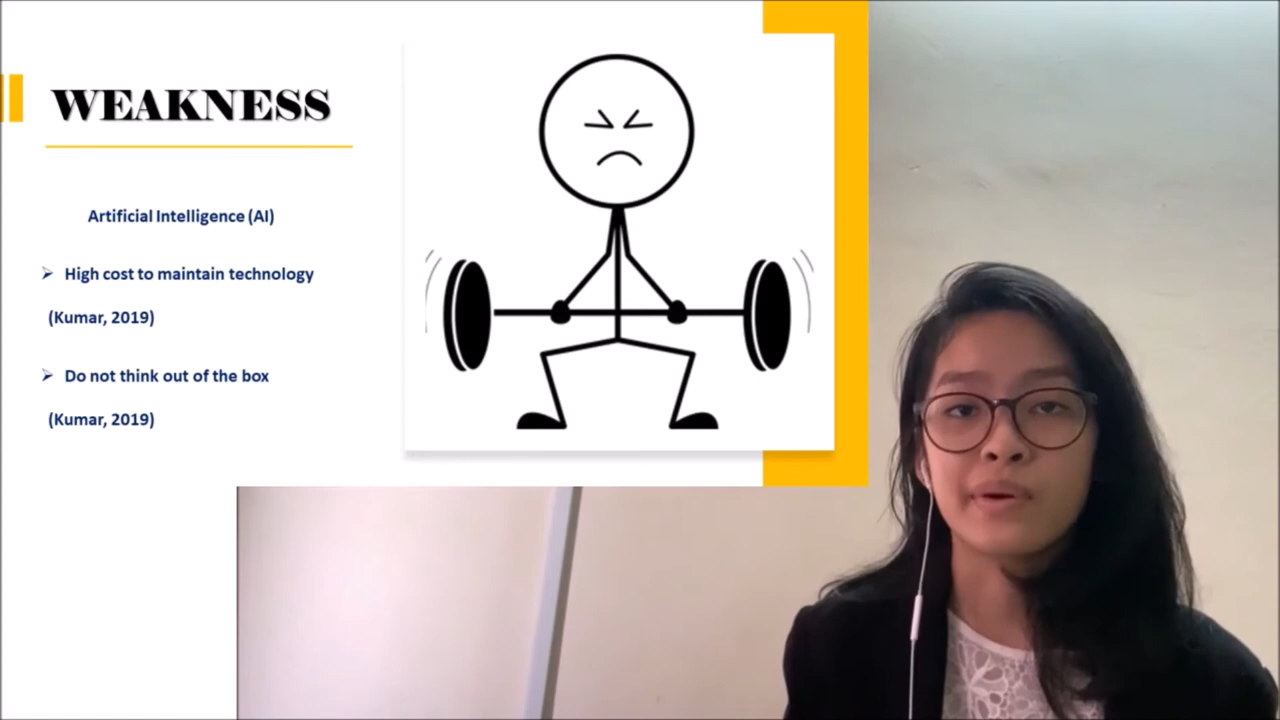 WEAKNESS
Artificial Intelligence (AI)
➢ High cost to maintain technology
(Kumar, 2019)
➢ Do not think out of the box
(Kumar, 2019)